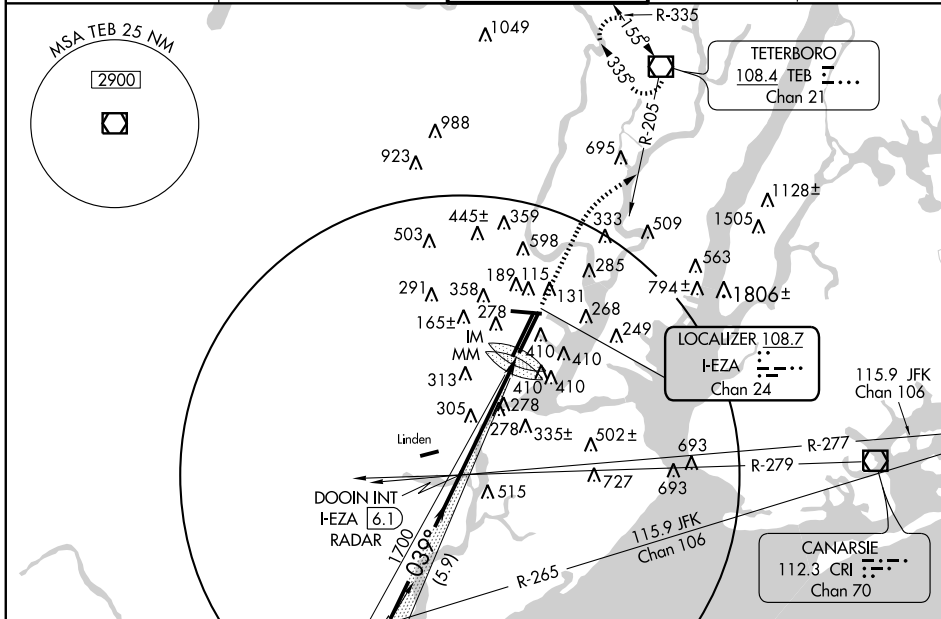 MSA TEB 25 NM
2900
1049
R-335
155°
335°
TETERBORO
108.4 TEB
Chan 21
R-205
988
923
695
1128±
1505
445±
359
333
509
503
598
563
285
189
115
794±
1806±
291
358
131
165±
278
268
249
IM
MM
410
410
LOCALIZER 108.7
I-EZA
Chan 24
313
410
410
115.9 JFK
Chan 106
305
278
278
335±
502±
Linden
693
R-277
R-279
727
693
DOOIN INT
I-EZA 6.1
RADAR
515
1700
039°
(5.9)
115.9 JFK
Chan 106
R-265
CANARSIE
112.3 CRI
Chan 70